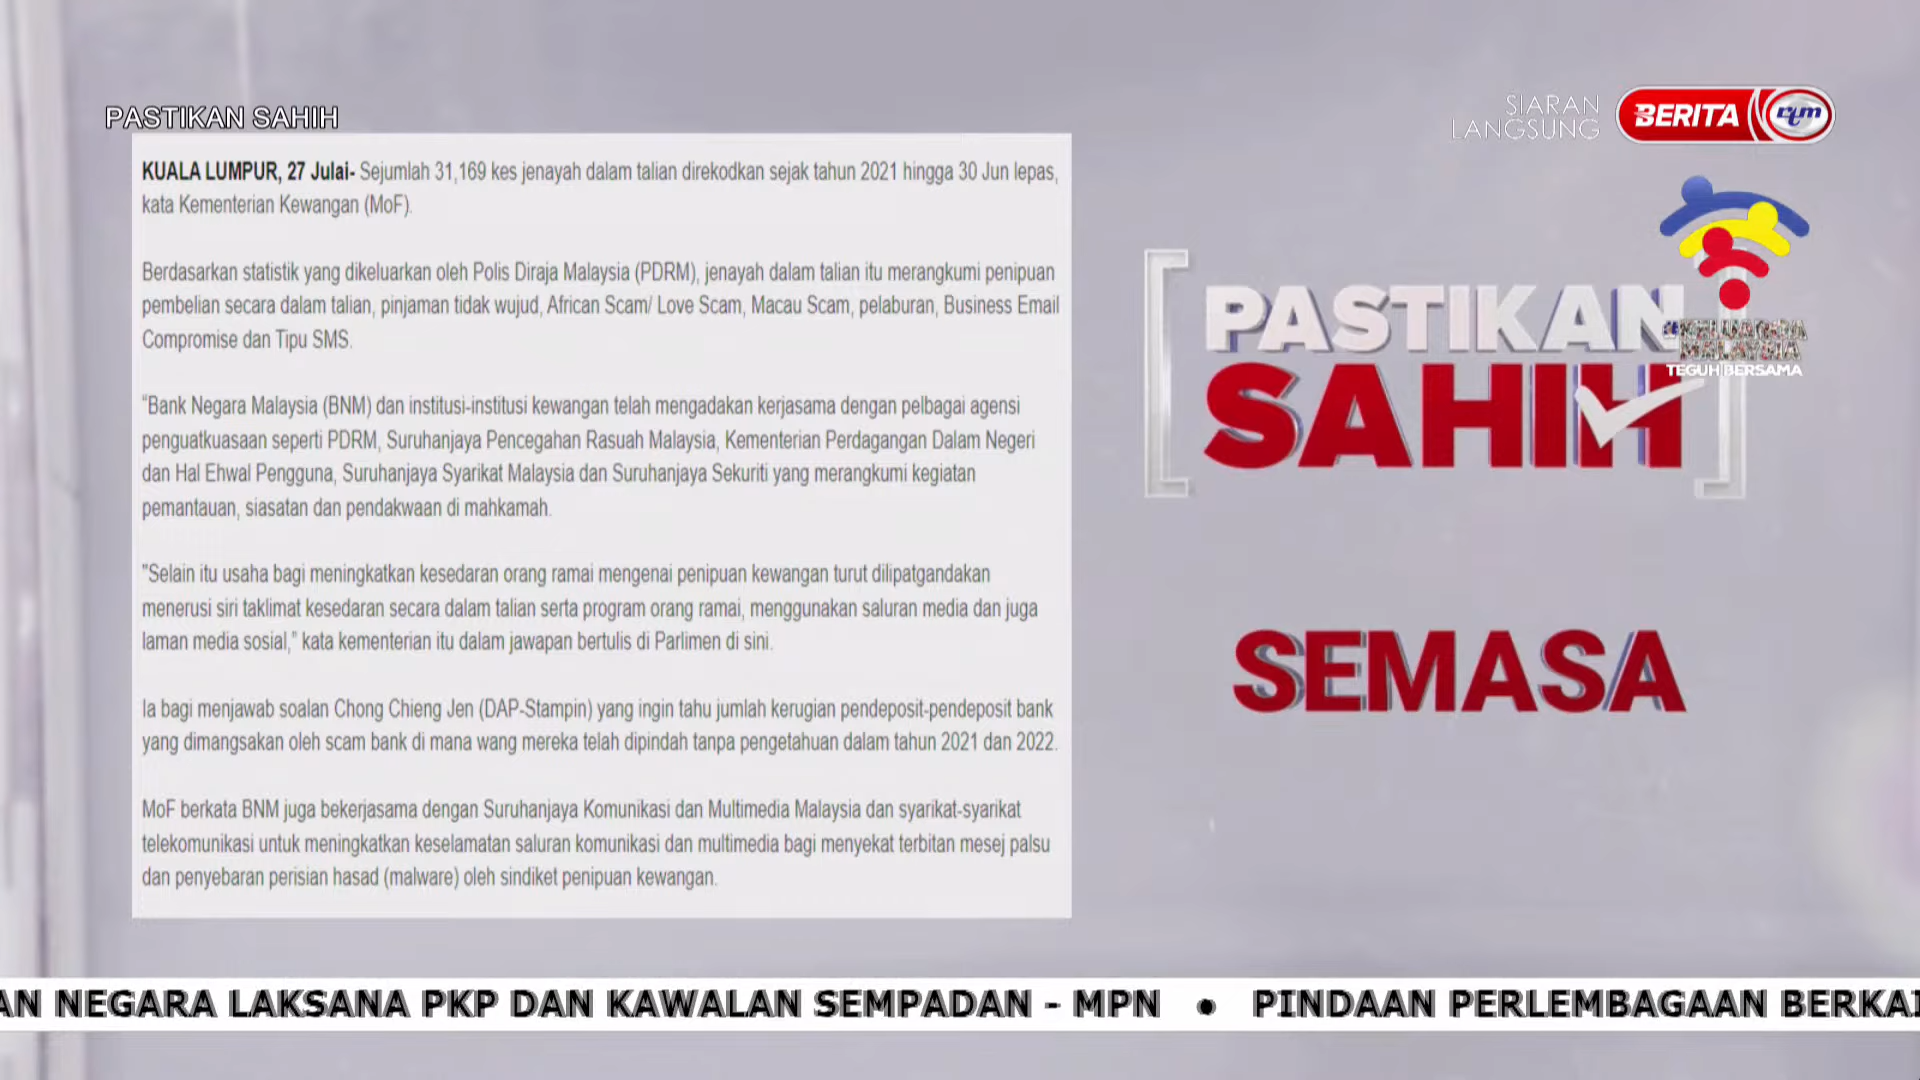 PASTIKAN SAHIH
SIARAN
LANGSUNG
BERITA rtm
KUALA LUMPUR, 27 Julai- Sejumlah 31,169 kes jenayah dalam talian direkodkan sejak tahun 2021 hingga 30 Jun lepas,
kata Kementerian Kewangan (MoF).
Berdasarkan statistik yang dikeluarkan oleh Polis Diraja Malaysia (PDRM), jenayah dalam talian itu merangkumi penipuan
pembelian secara dalam talian, pinjaman tidak wujud, African Scam/ Love Scam, Macau Scam, pelaburan, Business Email
Compromise dan Tipu SMS.
“Bank Negara Malaysia (BNM) dan institusi-institusi kewangan telah mengadakan kerjasama dengan pelbagai agensi
penguatkuasaan seperti PDRM, Suruhanjaya Pencegahan Rasuah Malaysia, Kementerian Perdagangan Dalam Negeri
dan Hal Ehwal Pengguna, Suruhanjaya Syarikat Malaysia dan Suruhanjaya Sekuriti yang merangkumi kegiatan
pemantauan, siasatan dan pendakwaan di mahkamah.
"Selain itu usaha bagi meningkatkan kesedaran orang ramai mengenai penipuan kewangan turut dilipatgandakan
menerusi siri taklimat kesedaran secara dalam talian serta program orang ramai, menggunakan saluran media dan juga
laman media sosial,” kata kementerian itu dalam jawapan bertulis di Parlimen di sini.
Ia bagi menjawab soalan Chong Chieng Jen (DAP-Stampin) yang ingin tahu jumlah kerugian pendeposit-pendeposit bank
yang dimangsakan oleh scam bank di mana wang mereka telah dipindah tanpa pengetahuan dalam tahun 2021 dan 2022.
MoF berkata BNM juga bekerjasama dengan Suruhanjaya Komunikasi dan Multimedia Malaysia dan syarikat-syarikat
telekomunikasi untuk meningkatkan keselamatan saluran komunikasi dan multimedia bagi menyekat terbitan mesej palsu
dan penyebaran perisian hasad (malware) oleh sindiket penipuan kewangan.
PASTIKAN
SAHIH
#KELUARGA
MALAYSIA
TEGUH BERSAMA
SEMASA
AN NEGARA LAKSANA PKP DAN KAWALAN SEMPADAN - MPN • PINDAAN PERLEMBAGAAN BERKAI